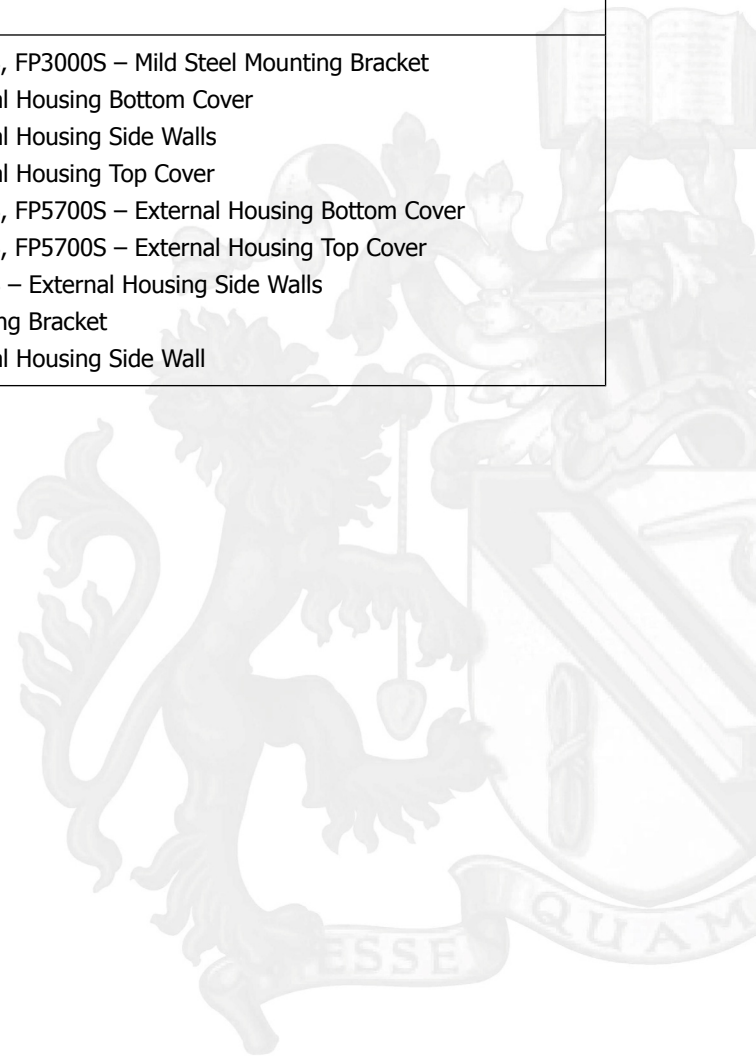 , FP3000S – Mild Steel Mounting Bracket
al Housing Bottom Cover
al Housing Side Walls
al Housing Top Cover
, FP5700S – External Housing Bottom Cover
, FP5700S – External Housing Top Cover
– External Housing Side Walls
ng Bracket
al Housing Side Wall
ESSE
QUAM